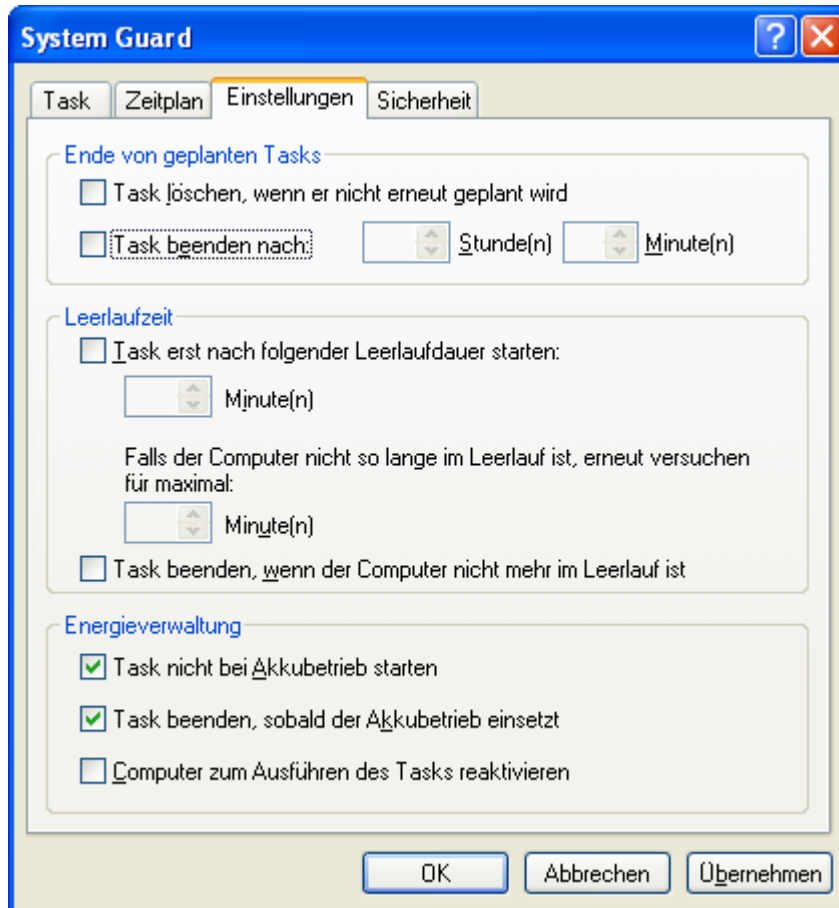 System Guard
Task Zeitplan Einstellungen Sicherheit
Ende von geplanten Tasks
Task löschen, wenn er nicht erneut geplant wird
Task beenden nach: Stunde(n) Minute(n)
Leerlaufzeit
Task erst nach folgender Leerlaufdauer starten:
Minute(n)
Falls der Computer nicht so lange im Leerlauf ist, erneut versuchen
für maximal:
Minute(n)
Task beenden, wenn der Computer nicht mehr im Leerlauf ist
Energieverwaltung
Task nicht bei Akkubetrieb starten
Task beenden, sobald der Akkubetrieb einsetzt
Computer zum Ausführen des Tasks reaktivieren
OK Abbrechen Übernehmen